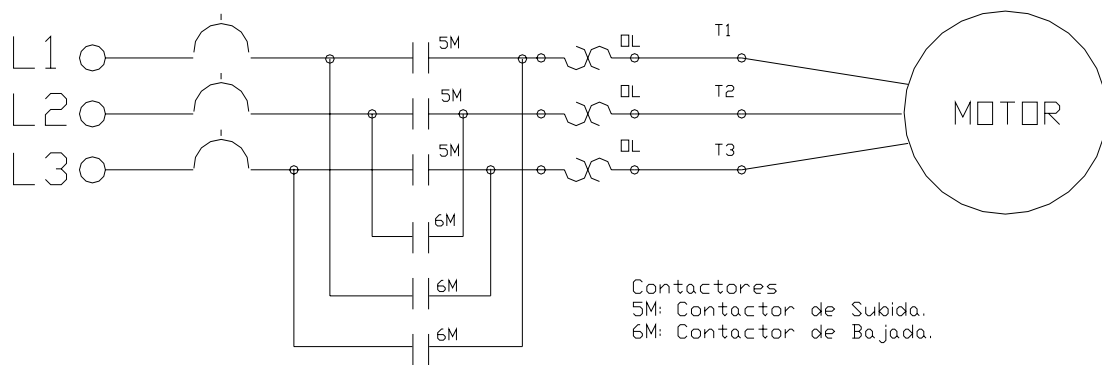 L1
5M
OL
T1
L2
5M
OL
T2
MOTOR
L3
5M
OL
T3
6M
6M
6M
Contactores
5M: Contactor de Subida.
6M: Contactor de Bajada.